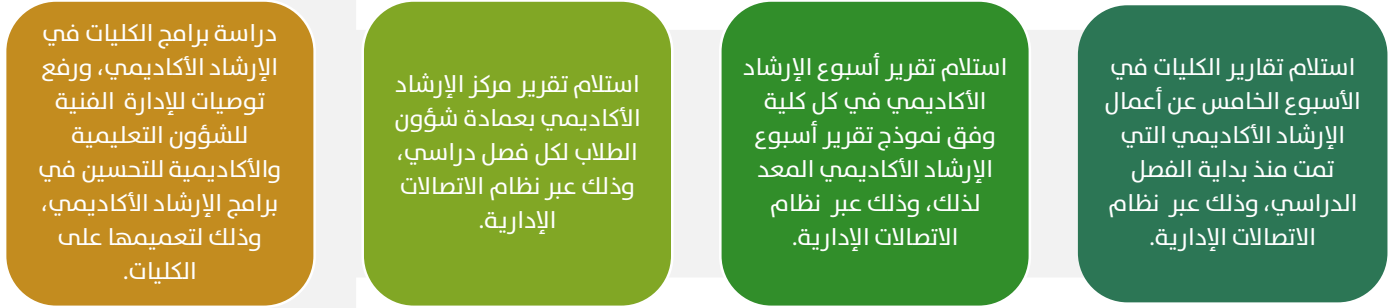 استلام تقارير الكليات في
الأسبوع الخامس عن أعمال
الإرشاد الأكاديمي التي
تمت منذ بداية الفصل
الدراسي، وذلك عبر نظام
الاتصالات الإدارية.
استلام تقرير أسبوع الإرشاد
الأكاديمي في كل كلية
وفق نموذج تقرير أسبوع
الإرشاد الأكاديمي المعد
لذلك، وذلك عبر نظام
الاتصالات الإدارية.
استلام تقرير مركز الإرشاد
الأكاديمي بعمادة شؤون
الطلاب لكل فصل دراسي،
وذلك عبر نظام الاتصالات
الإدارية.
دراسة برامج الكليات في
الإرشاد الأكاديمي، ورفع
توصيات للإدارة الفنية
للشؤون التعليمية
والأكاديمية للتحسين في
برامج الإرشاد الأكاديمي،
وذلك لتعميمها على
الكليات.